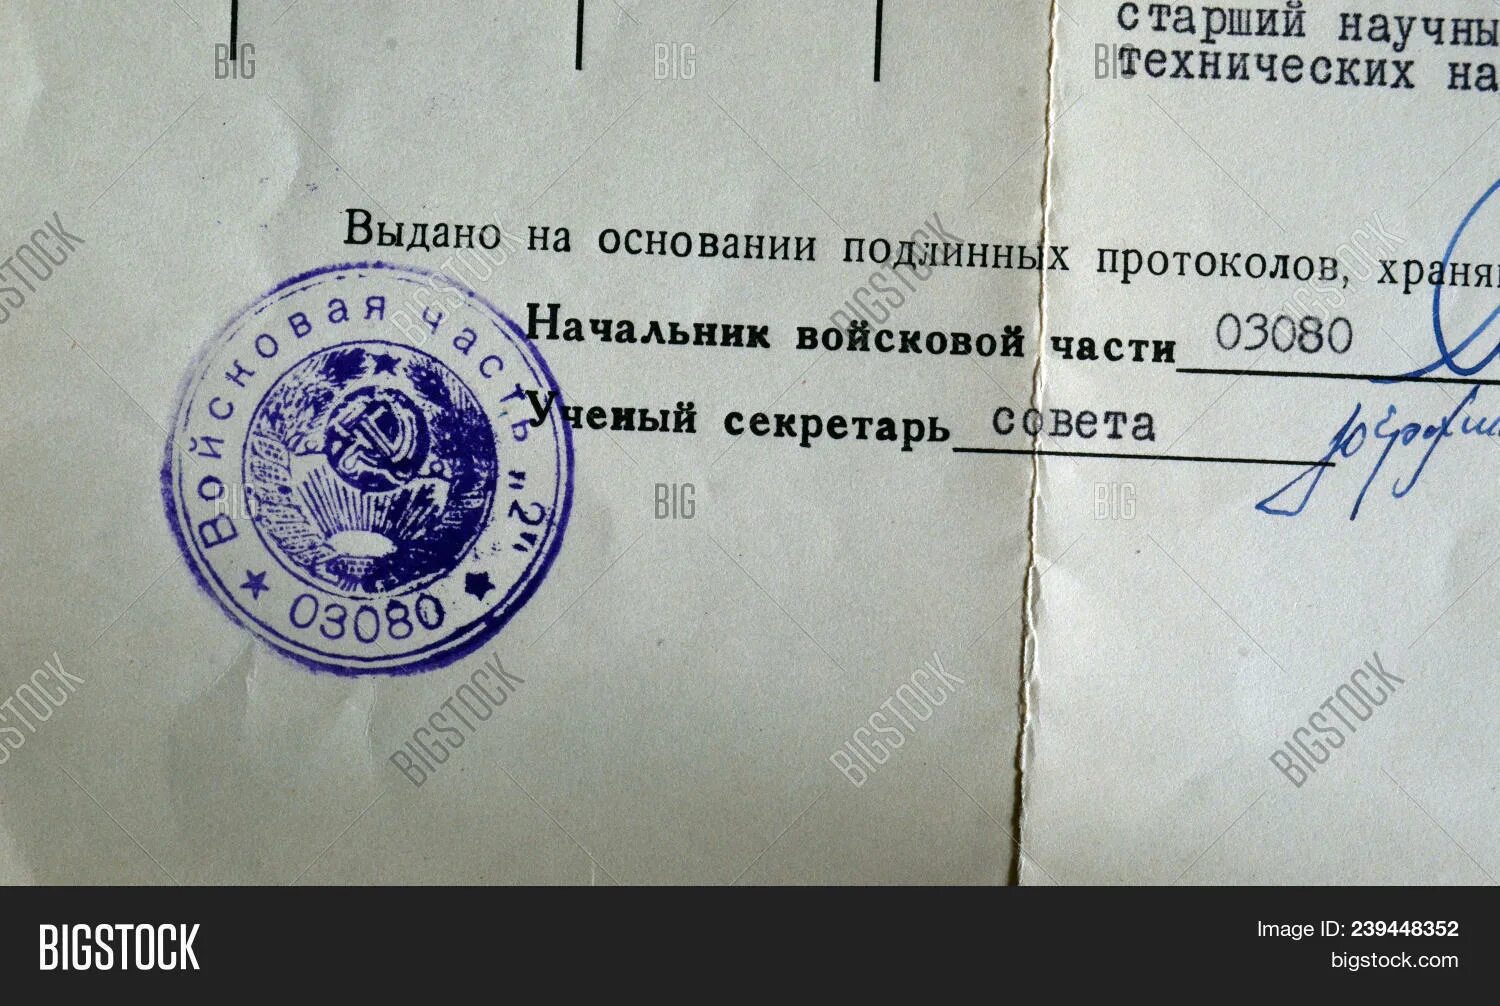 старший научны
технических на
Выдано на основании подлинных протоколов, храня
Начальник войсковой части 03080
Ученый секретарь совета
Войсковая часть „2"
03080
BIGSTOCK
Image ID: 239448352
bigstock.com